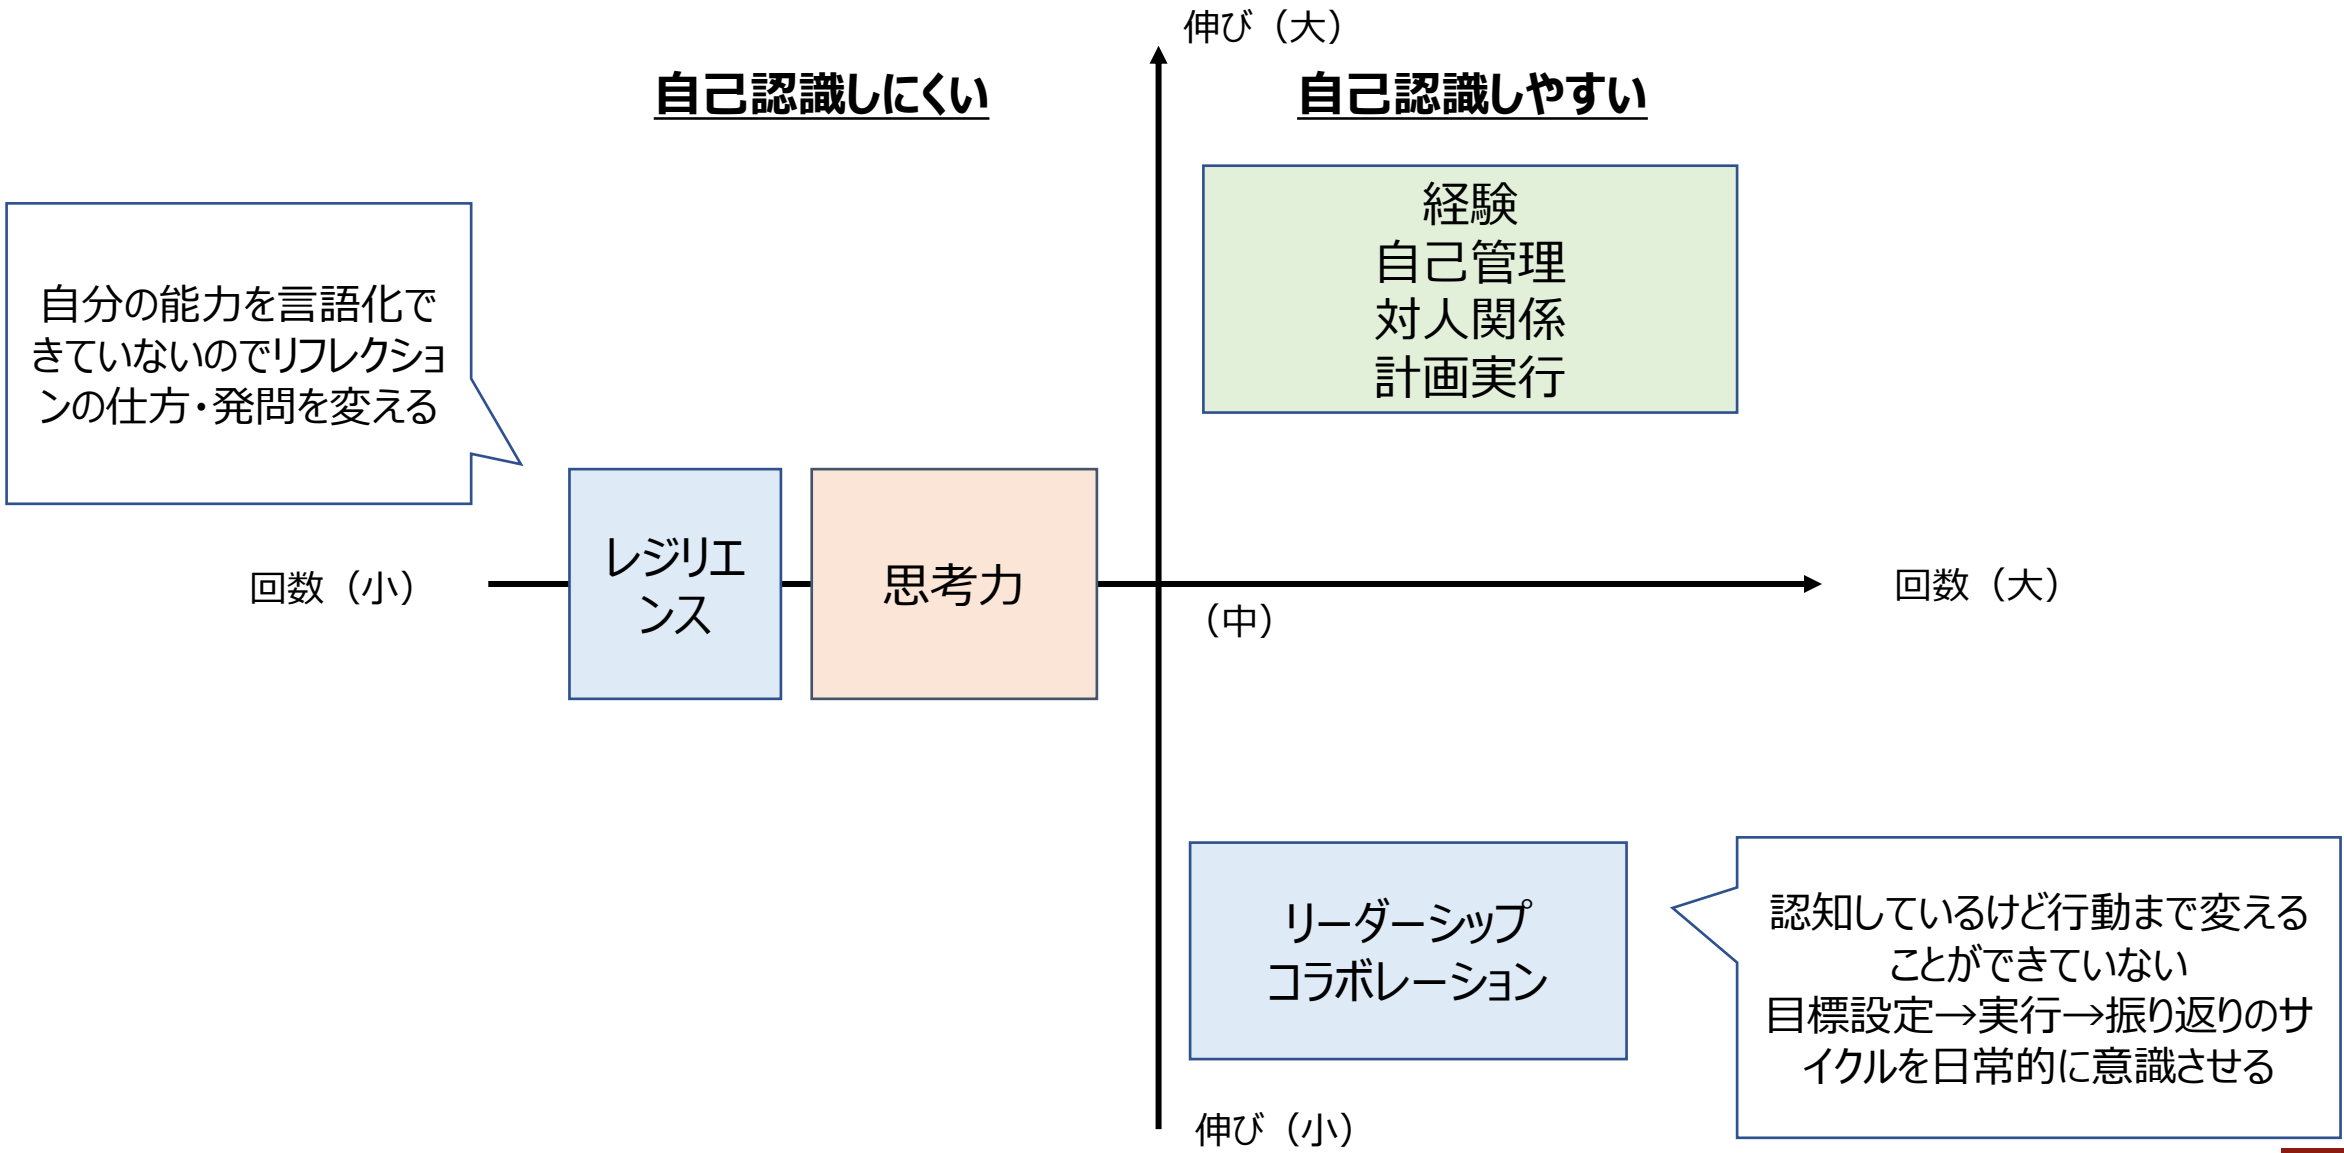 伸び（大）
自己認識しにくい
自己認識しやすい
経験
自己管理
対人関係
計画実行
自分の能力を言語化で
きていないのでリフレクショ
ンの仕方・発問を変える
レジリエ
ンス
思考力
回数（小）
回数（大）
（中）
リーダーシップ
コラボレーション
認知しているけど行動まで変える
ことができていない
目標設定→実行→振り返りのサ
イクルを日常的に意識させる
伸び（小）